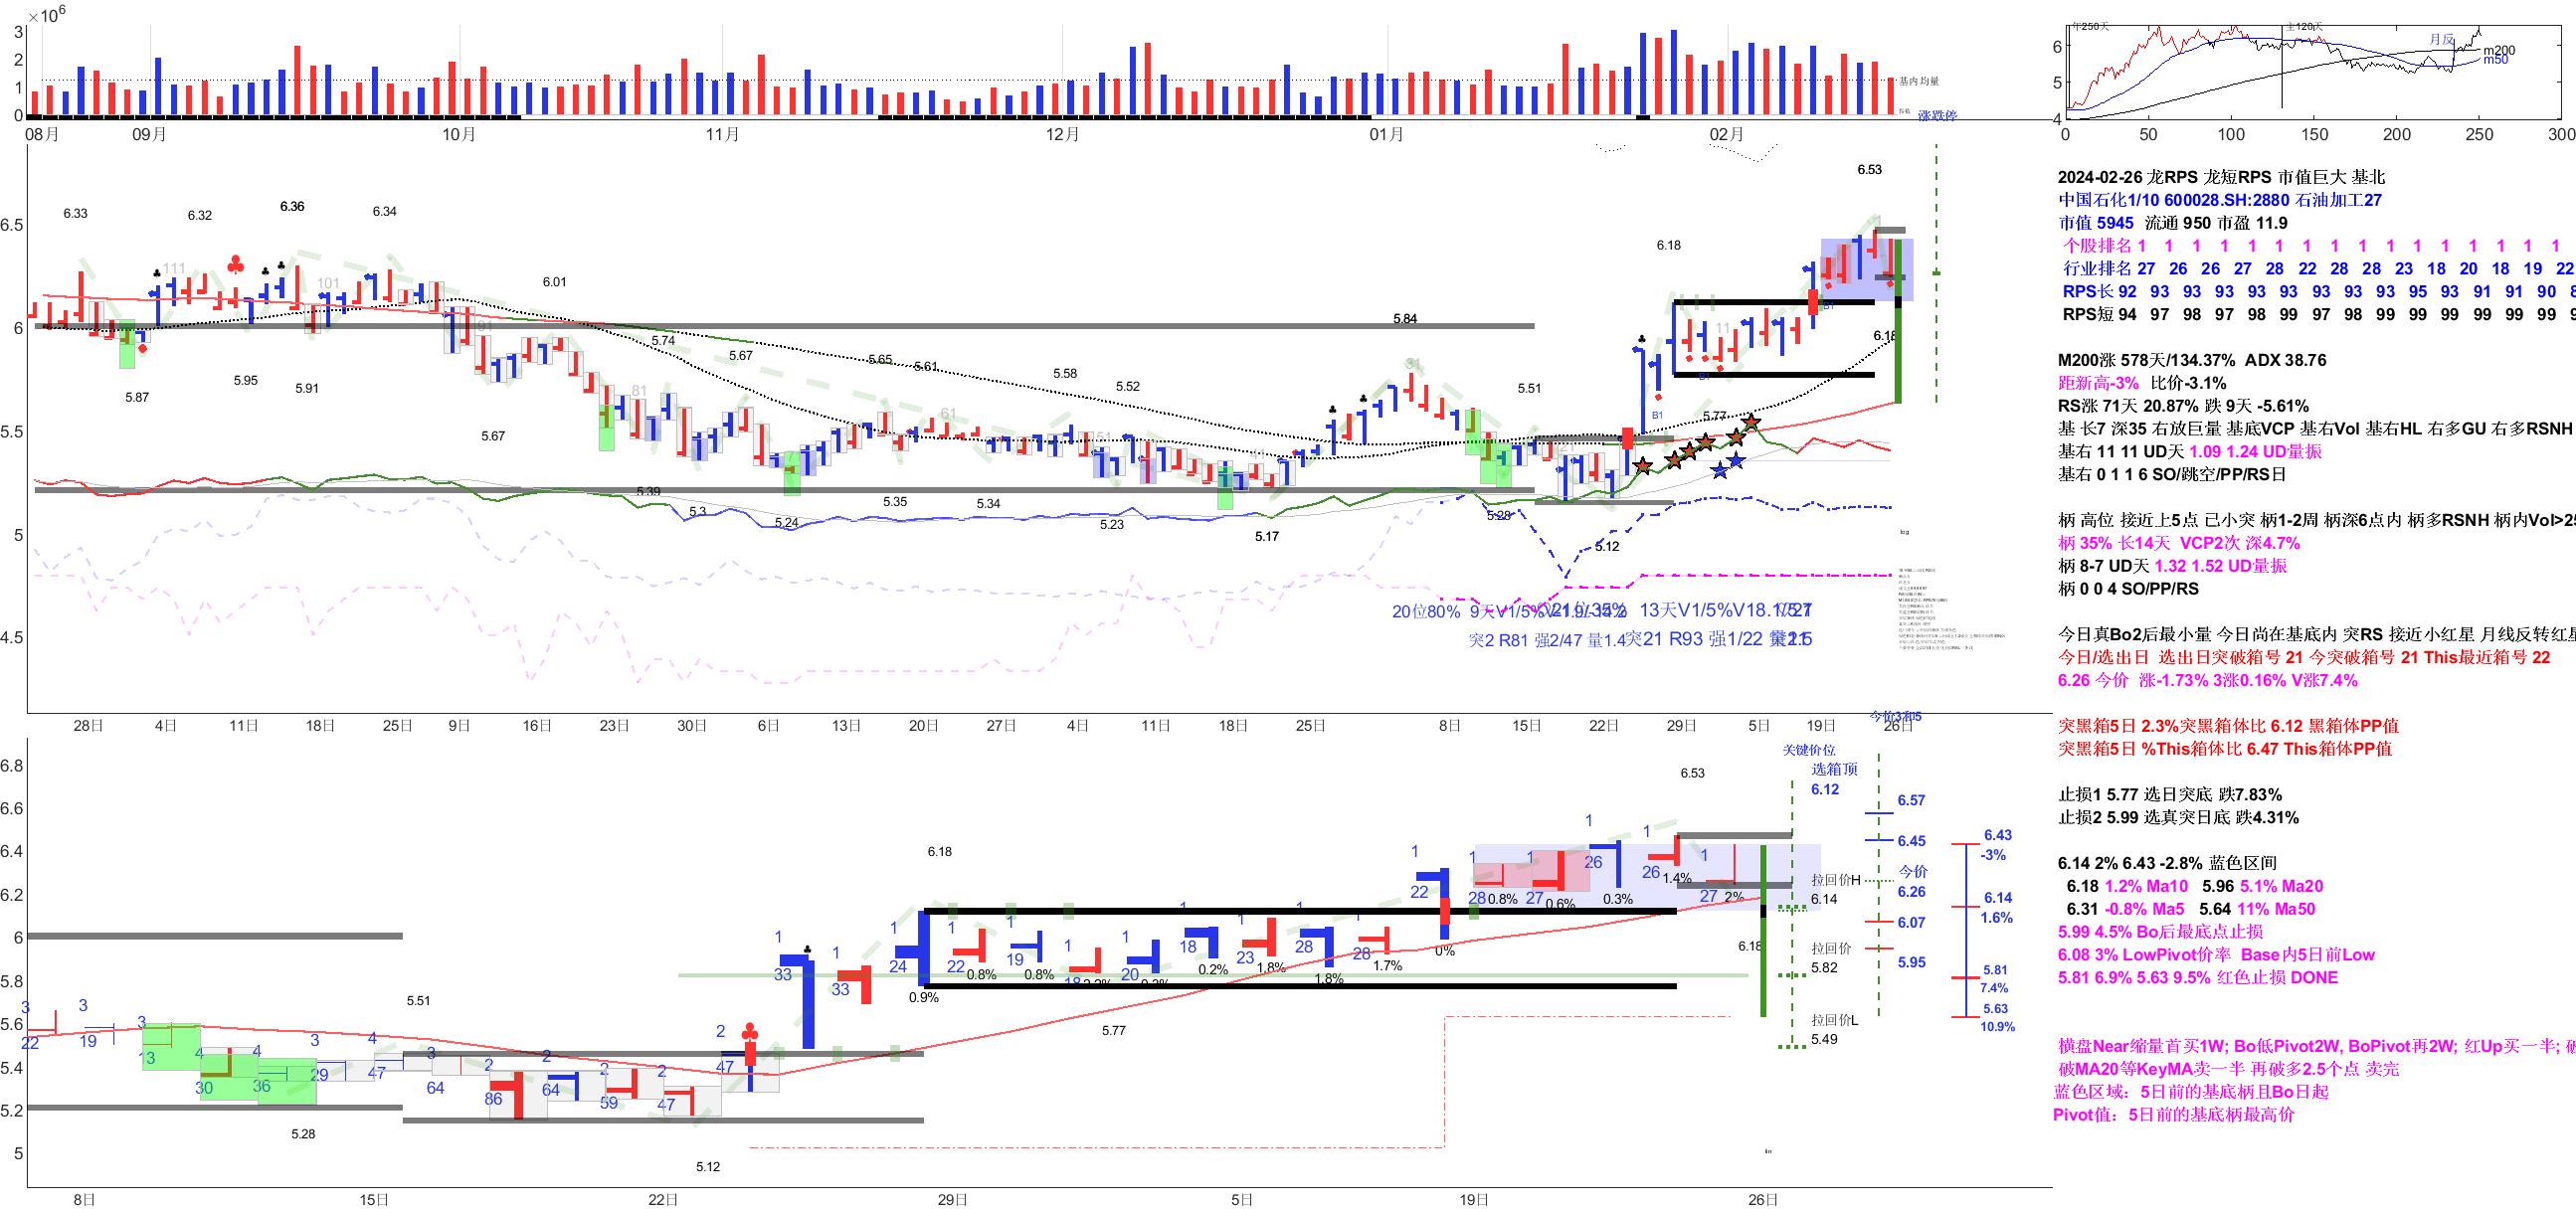 ×10⁶
3
2
1
0
基内均量
涨跌停
08月 09月 10月 11月 12月 01月 02月
年250天 主120天
月反
m200
m50
6
5
4
0 50 100 150 200 250 300
6.5
6
5.5
5
4.5
6.33 6.32 6.36 6.34
5.87 5.95 5.91
111 101 91 81 61 51 31 11
6.01
5.67
5.74
5.67
5.65
5.61
5.58
5.52
5.84
5.51
6.18
6.53
6.18
5.39
5.3
5.24
5.35
5.34
5.23
5.17
5.28
5.12
5.77
B1 B1 B1
20位80% 9天V1/5%
13天V1/5%V18.1/5.7
突2 R81 强2/47 量1.4
突21 R93 强1/22
28日 4日 11日 18日 25日 9日 16日 23日 30日 6日 13日 20日 27日 4日 11日 18日 25日 8日 15日 22日 29日 5日 19日 26日
2024-02-26 龙RPS 龙短RPS 市值巨大 基北
中国石化1/10 600028.SH:2880 石油加工27
市值 5945 流通 950 市盈 11.9
个股排名 1 1 1 1 1 1 1 1 1 1 1 1 1 1
行业排名 27 26 26 27 28 22 28 28 23 18 20 18 19 22
RPS长 92 93 93 93 93 93 93 93 95 93 91 91 90 8
RPS短 94 97 98 97 98 99 97 98 99 99 99 99 99 9
M200涨 578天/134.37% ADX 38.76
距新高-3% 比价-3.1%
RS涨 71天 20.87% 跌 9天 -5.61%
基 长7 深35 右放巨量 基底VCP 基右Vol 基右HL 右多GU 右多RSNH
基右 11 11 UD天 1.09 1.24 UD量振
基右 0 1 1 6 SO/跳空/PP/RS日
柄 高位 接近上5点 已小突 柄1-2周 柄深6点内 柄多RSNH 柄内Vol>25
柄 35% 长14天 VCP2次 深4.7%
柄 8-7 UD天 1.32 1.52 UD量振
柄 0 0 4 SO/PP/RS
今日真Bo2后最小量 今日尚在基底内 突RS 接近小红星 月线反转红星
今日/选出日 选出日突破箱号 21 今突破箱号 21 This最近箱号 22
6.26 今价 涨-1.73% 3涨0.16% V涨7.4%
突黑箱5日 2.3%突黑箱体比 6.12 黑箱体PP值
突黑箱5日 %This箱体比 6.47 This箱体PP值
止损1 5.77 选日突底 跌7.83%
止损2 5.99 选真突日底 跌4.31%
6.14 2% 6.43 -2.8% 蓝色区间
6.18 1.2% Ma10 5.96 5.1% Ma20
6.31 -0.8% Ma5 5.64 11% Ma50
5.99 4.5% Bo后最底点止损
6.08 3% LowPivot价率 Base内5日前Low
5.81 6.9% 5.63 9.5% 红色止损 DONE
横盘Near缩量首买1W; Bo低Pivot2W, BoPivot再2W; 红Up买一半; 破
破MA20等KeyMA卖一半 再破多2.5个点 卖完
蓝色区域：5日前的基底柄且Bo日起
Pivot值：5日前的基底柄最高价
6.8
6.6
6.4
6.2
6
5.8
5.6
5.4
5.2
5
关键价位
选箱顶
6.12
6.53
6.18
5.51
5.28
5.12
5.77
6.18
3 3 3 4 4 3 4 3 2 2 2 2 2 1 1 1 1 1 1 1 1 1 1 1 1 1 1 1 1 1
22 19 13 30 36 29 47 64 86 64 59 47 47 33 33 24 22 19 18 20 18 23 28 28 22 28 27 26 26 27
0.9% 0.8% 0.8% 0.2% 1.8% 1.8% 1.7% 0% 0.8% 0.6% 0.3% 1.4% 2%
拉回价H
6.14
拉回价
5.82
拉回价L
5.49
6.57
6.45
今价
6.26
6.07
5.95
6.43
-3%
6.14
1.6%
5.81
7.4%
5.63
10.9%
8日 15日 22日 29日 5日 19日 26日